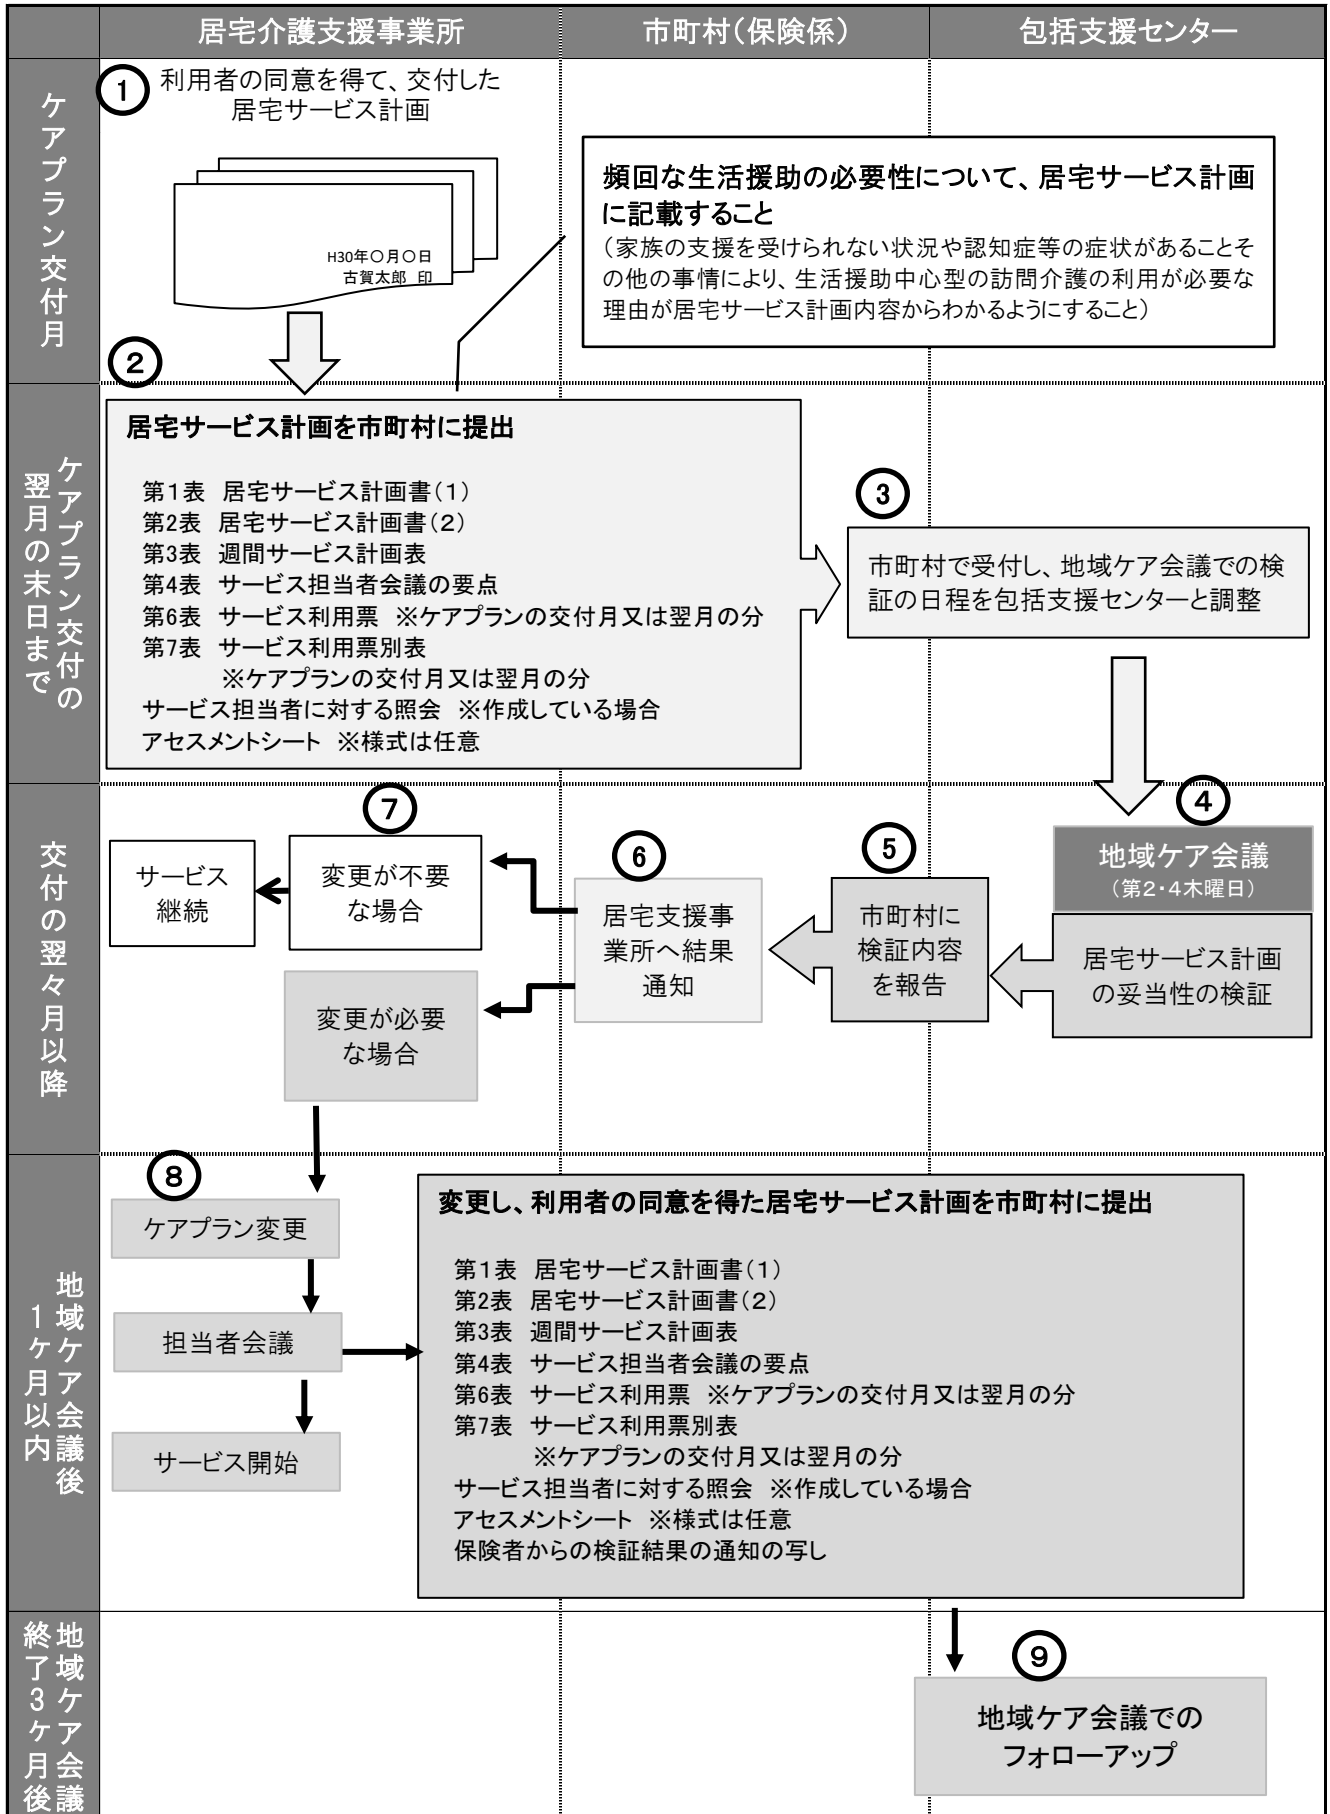 居宅介護支援事業所
市町村（保険係）
包括支援センター
ケアプラン交付月
①
利用者の同意を得て、交付した
居宅サービス計画
H30年〇月〇日
古賀太郎 印
頻回な生活援助の必要性について、居宅サービス計画
に記載すること
（家族の支援を受けられない状況や認知症等の症状があることそ
の他の事情により、生活援助中心型の訪問介護の利用が必要な
理由が居宅サービス計画内容からわかるようにすること）
②
ケアプラン交付の
翌月の末日まで
居宅サービス計画を市町村に提出
第1表 居宅サービス計画書（1）
第2表 居宅サービス計画書（2）
第3表 週間サービス計画表
第4表 サービス担当者会議の要点
第6表 サービス利用票 ※ケアプランの交付月又は翌月の分
第7表 サービス利用票別表
※ケアプランの交付月又は翌月の分
サービス担当者に対する照会 ※作成している場合
アセスメントシート ※様式は任意
③
市町村で受付し、地域ケア会議での検
証の日程を包括支援センターと調整
交付の翌々月以降
④
地域ケア会議
（第2・4木曜日）
居宅サービス計画
の妥当性の検証
⑤
市町村に
検証内容
を報告
⑥
居宅支援事
業所へ結果
通知
⑦
変更が不要
な場合
サービス
継続
変更が必要
な場合
地域ケア会議後
1ヶ月以内
⑧
ケアプラン変更
担当者会議
サービス開始
変更し、利用者の同意を得た居宅サービス計画を市町村に提出
第1表 居宅サービス計画書（1）
第2表 居宅サービス計画書（2）
第3表 週間サービス計画表
第4表 サービス担当者会議の要点
第6表 サービス利用票 ※ケアプランの交付月又は翌月の分
第7表 サービス利用票別表
※ケアプランの交付月又は翌月の分
サービス担当者に対する照会 ※作成している場合
アセスメントシート ※様式は任意
保険者からの検証結果の通知の写し
地域ケア会議
終了3ケ月後
⑨
地域ケア会議での
フォローアップ